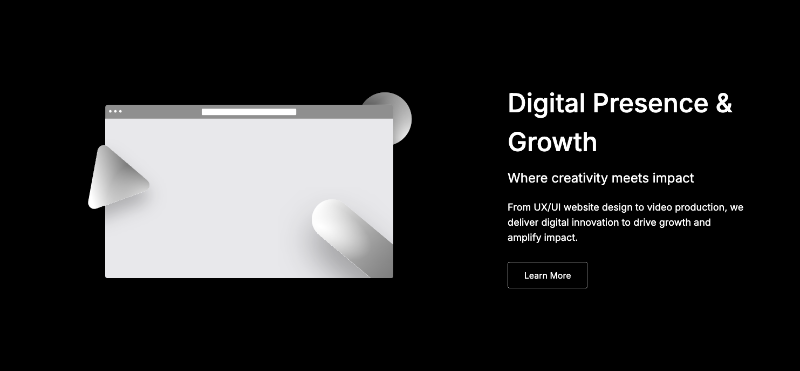 Digital Presence &
Growth
Where creativity meets impact
From UX/UI website design to video production, we
deliver digital innovation to drive growth and
amplify impact.
Learn More